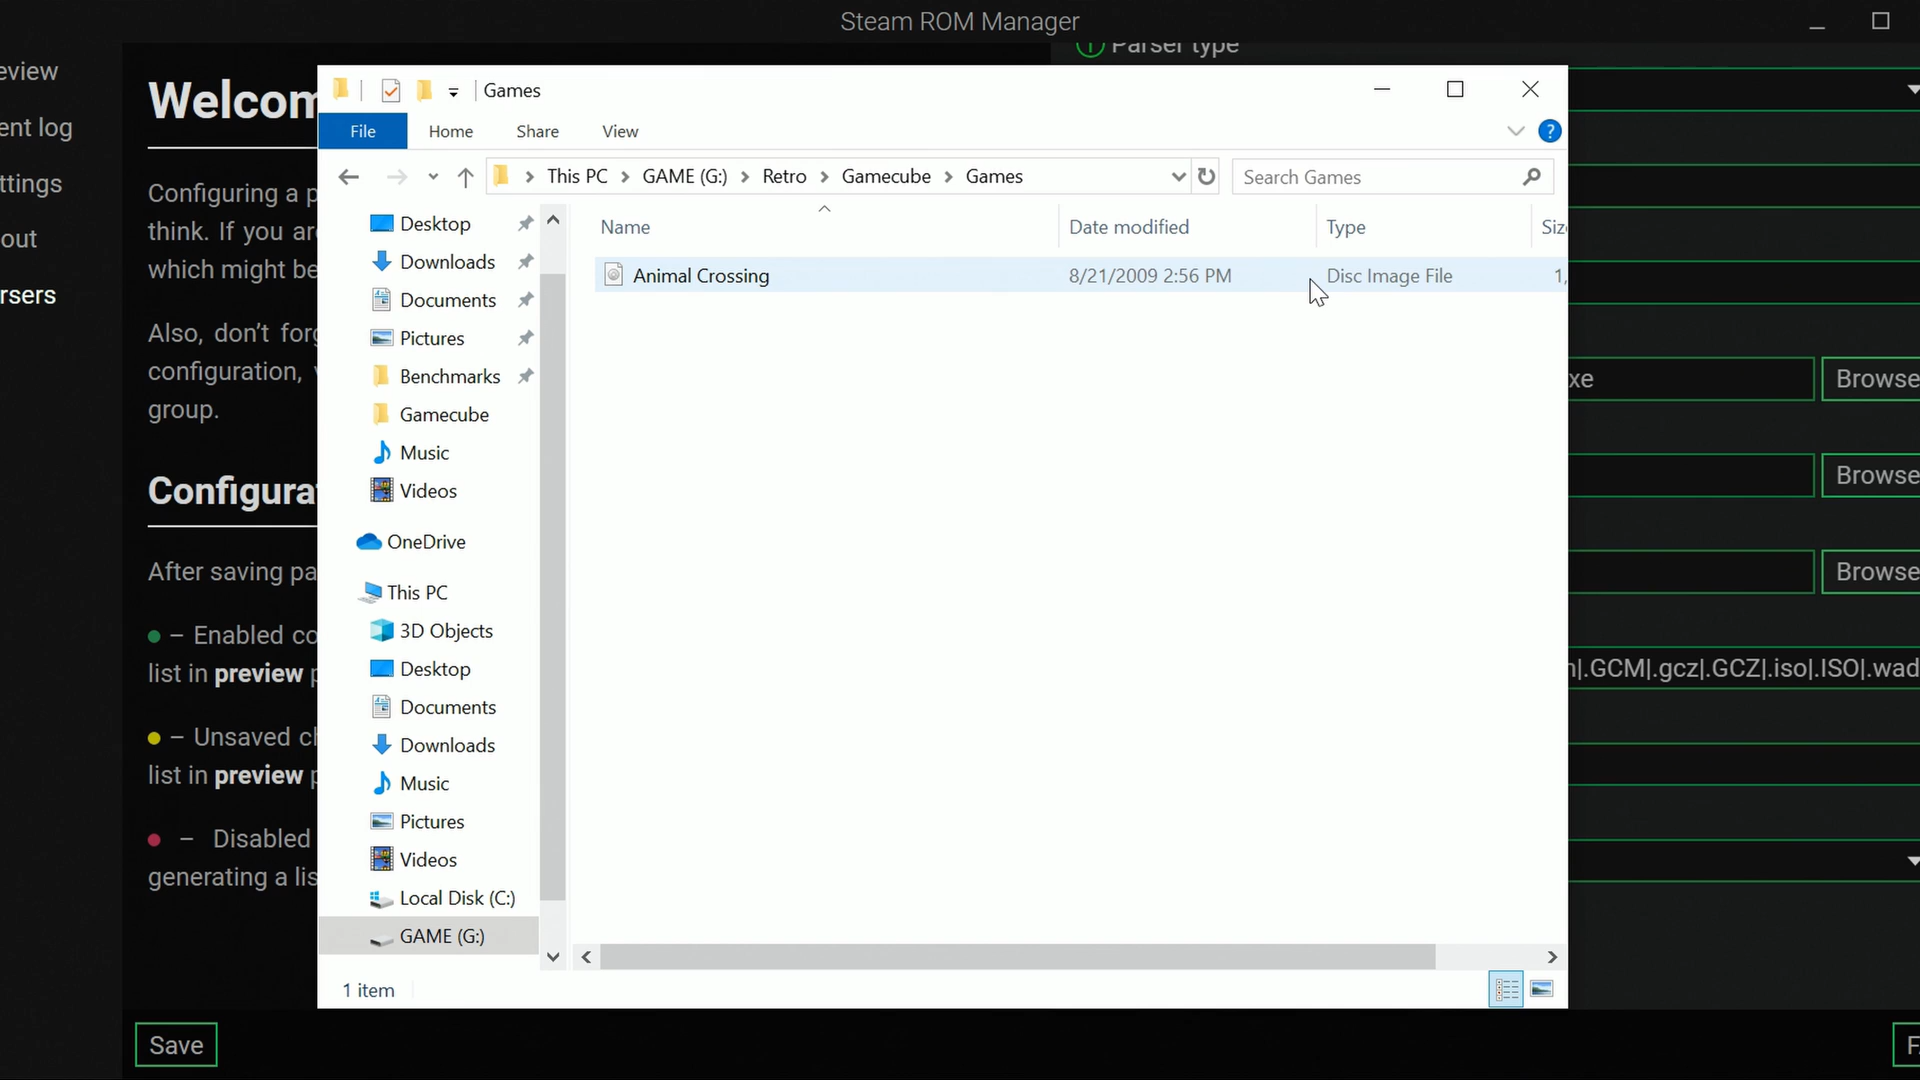 Steam ROM Manager
eview
ent log
ttings
out
rsers
Welcom
Configuring a p
think. If you are
which might be
Also, don't forg
configuration, v
group.
Configurat
After saving pa
– Enabled co
list in preview p
– Unsaved ch
list in preview p
– Disabled
generating a lis
Save
Parser type
Games
File Home Share View
This PC GAME (G:) Retro Gamecube Games
Search Games
Desktop
Downloads
Documents
Pictures
Benchmarks
Gamecube
Music
Videos
OneDrive
This PC
3D Objects
Desktop
Documents
Downloads
Music
Pictures
Videos
Local Disk (C:)
GAME (G:)
Name Date modified Type Siz
Animal Crossing 8/21/2009 2:56 PM Disc Image File 1,
1 item
xe Browse
Browse
Browse
|.GCM|.gcz|.GCZ|.iso|.ISO|.wad